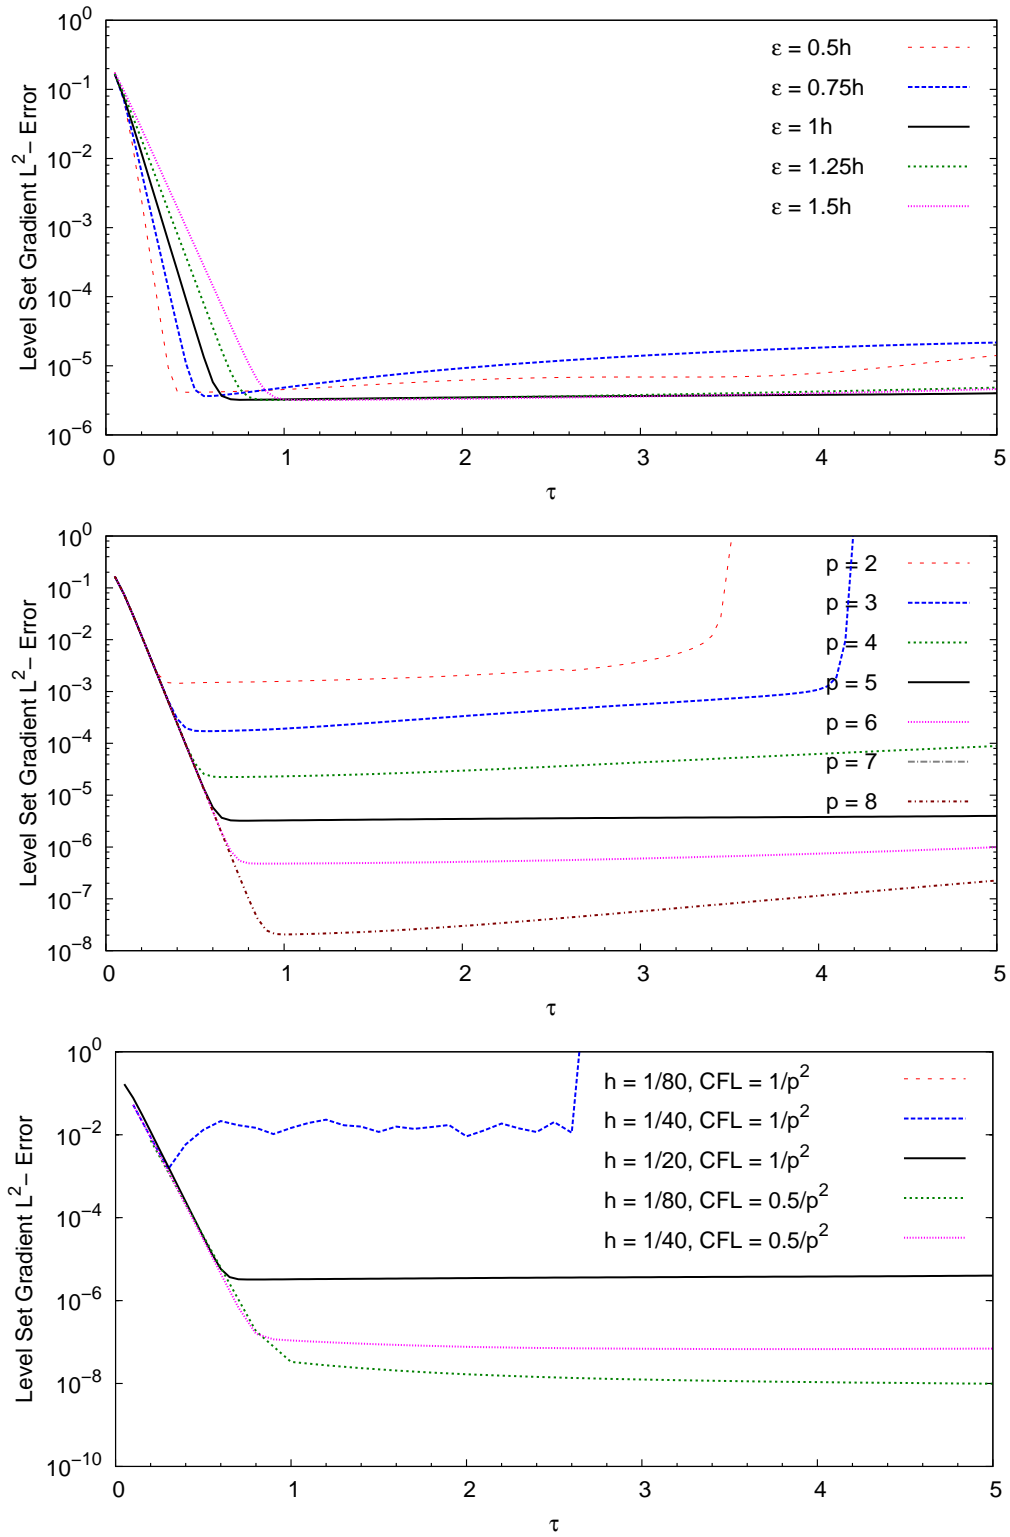 10^0
10^-1
10^-2
10^-3
10^-4
10^-5
10^-6
Level Set Gradient L^2 – Error
ε = 0.5h
ε = 0.75h
ε = 1h
ε = 1.25h
ε = 1.5h
0 1 2 3 4 5
τ
10^0
10^-1
10^-2
10^-3
10^-4
10^-5
10^-6
10^-7
10^-8
Level Set Gradient L^2 – Error
p = 2
p = 3
p = 4
p = 5
p = 6
p = 7
p = 8
0 1 2 3 4 5
τ
10^0
10^-2
10^-4
10^-6
10^-8
10^-10
Level Set Gradient L^2 – Error
h = 1/80, CFL = 1/p^2
h = 1/40, CFL = 1/p^2
h = 1/20, CFL = 1/p^2
h = 1/80, CFL = 0.5/p^2
h = 1/40, CFL = 0.5/p^2
0 1 2 3 4 5
τ